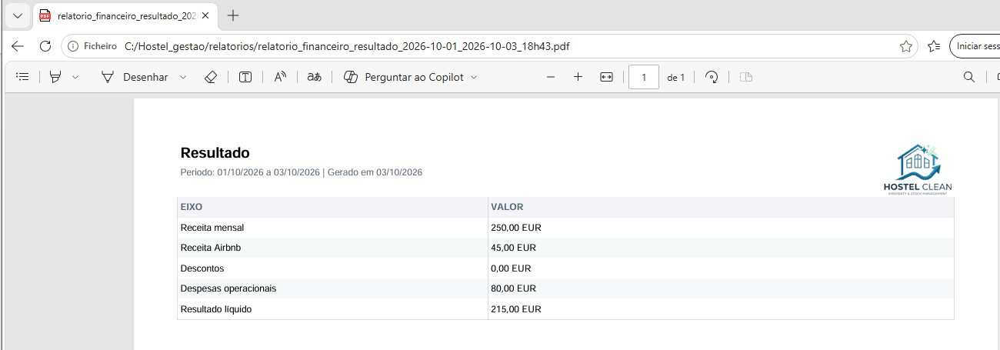 relatorio_financeiro_resultado_202
Ficheiro C:/Hostel_gestao/relatorios/relatorio_financeiro_resultado_2026-10-01_2026-10-03_18h43.pdf
Iniciar sess
Desenhar
Perguntar ao Copilot
1 de 1
Resultado
Periodo: 01/10/2026 a 03/10/2026 | Gerado em 03/10/2026
HOSTEL CLEAN
PROPERTY & STOCK MANAGEMENT
EIXO VALOR
Receita mensal 250,00 EUR
Receita Airbnb 45,00 EUR
Descontos 0,00 EUR
Despesas operacionais 80,00 EUR
Resultado líquido 215,00 EUR